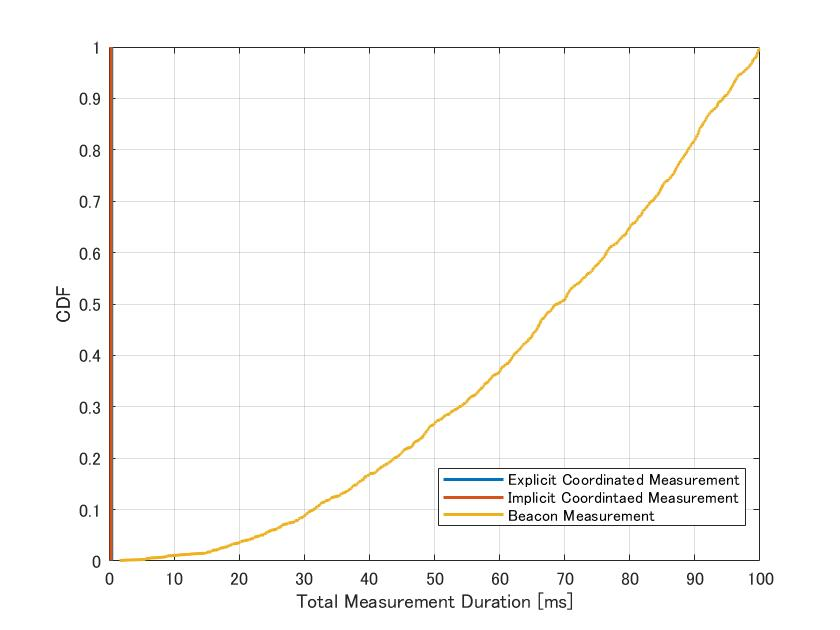 1
0.9
0.8
0.7
0.6
0.5
0.4
0.3
0.2
0.1
0
CDF
Explicit Coordinated Measurement
Implicit Coordintaed Measurement
Beacon Measurement
0 10 20 30 40 50 60 70 80 90 100
Total Measurement Duration [ms]